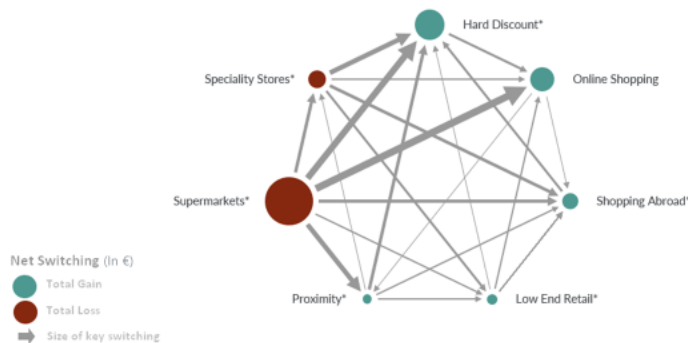 Hard Discount*
Speciality Stores*
Online Shopping
Supermarkets*
Shopping Abroad*
Net Switching (In €)
Total Gain
Proximity*
Low End Retail*
Total Loss
Size of key switching